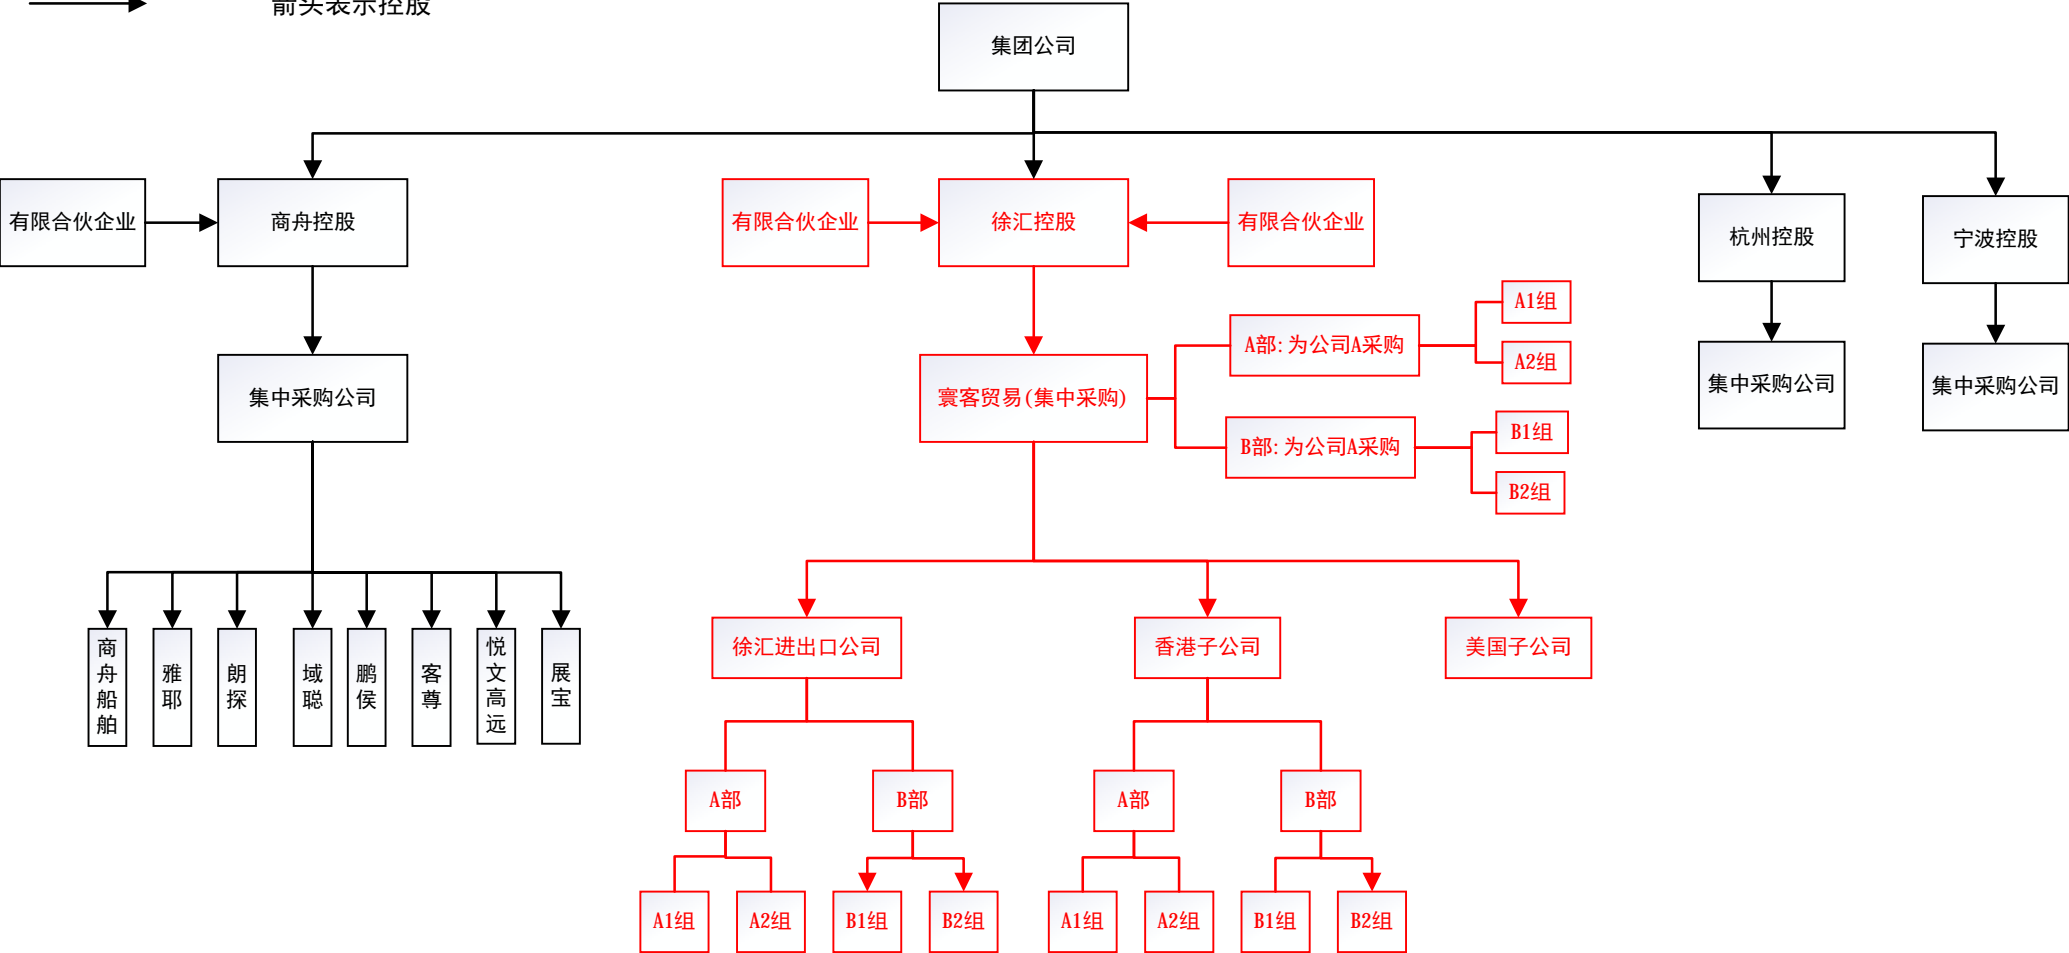 箭头表示控股
集团公司
有限合伙企业
商舟控股
有限合伙企业
徐汇控股
有限合伙企业
杭州控股
宁波控股
集中采购公司
寰客贸易(集中采购)
A部:为公司A采购
A1组
A2组
B部:为公司A采购
B1组
B2组
集中采购公司
集中采购公司
商舟船舶
雅耶
朗探
域聪
鹏侯
客尊
悦文高远
展宝
徐汇进出口公司
香港子公司
美国子公司
A部
B部
A部
B部
A1组
A2组
B1组
B2组
A1组
A2组
B1组
B2组